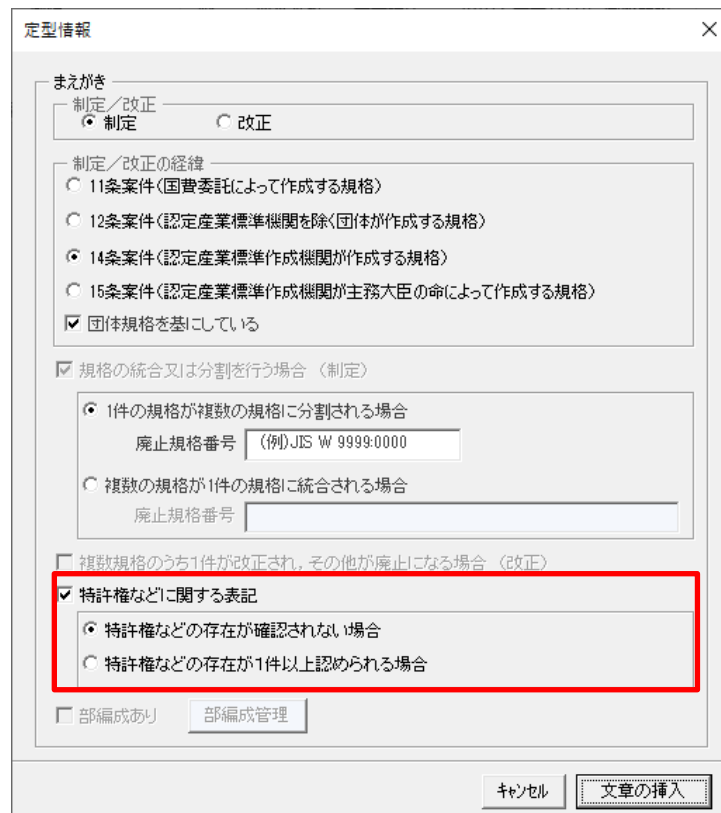 定型情報
まえがき
制定／改正
制定 改正
制定／改正の経緯
11条案件(国費委託によって作成する規格)
12条案件(認定産業標準機関を除く団体が作成する規格)
14条案件(認定産業標準作成機関が作成する規格)
15条案件(認定産業標準作成機関が主務大臣の命によって作成する規格)
団体規格を基にしている
規格の統合又は分割を行う場合 (制定)
1件の規格が複数の規格に分割される場合
廃止規格番号 (例)JIS W 9999:0000
複数の規格が1件の規格に統合される場合
廃止規格番号
複数規格のうち1件が改正され，その他が廃止になる場合 (改正)
特許権などに関する表記
特許権などの存在が確認されない場合
特許権などの存在が1件以上認められる場合
部編成あり 部編成管理
キャンセル 文章の挿入